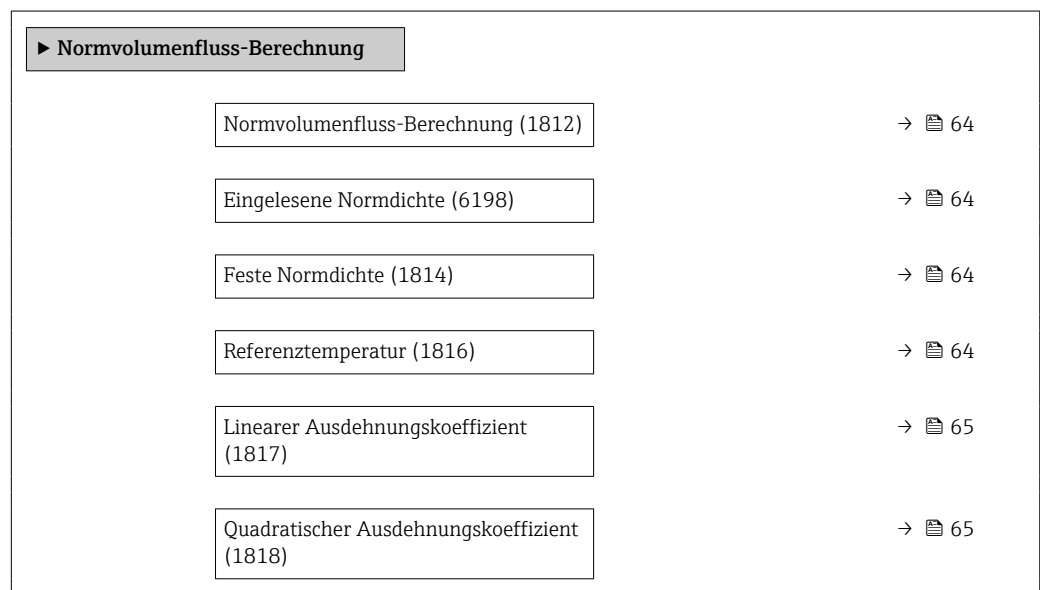 ▶ Normvolumenfluss-Berechnung
Normvolumenfluss-Berechnung (1812) → 64
Eingelesene Normdichte (6198) → 64
Feste Normdichte (1814) → 64
Referenztemperatur (1816) → 64
Linearer Ausdehnungskoeffizient → 65
(1817)
Quadratischer Ausdehnungskoeffizient → 65
(1818)